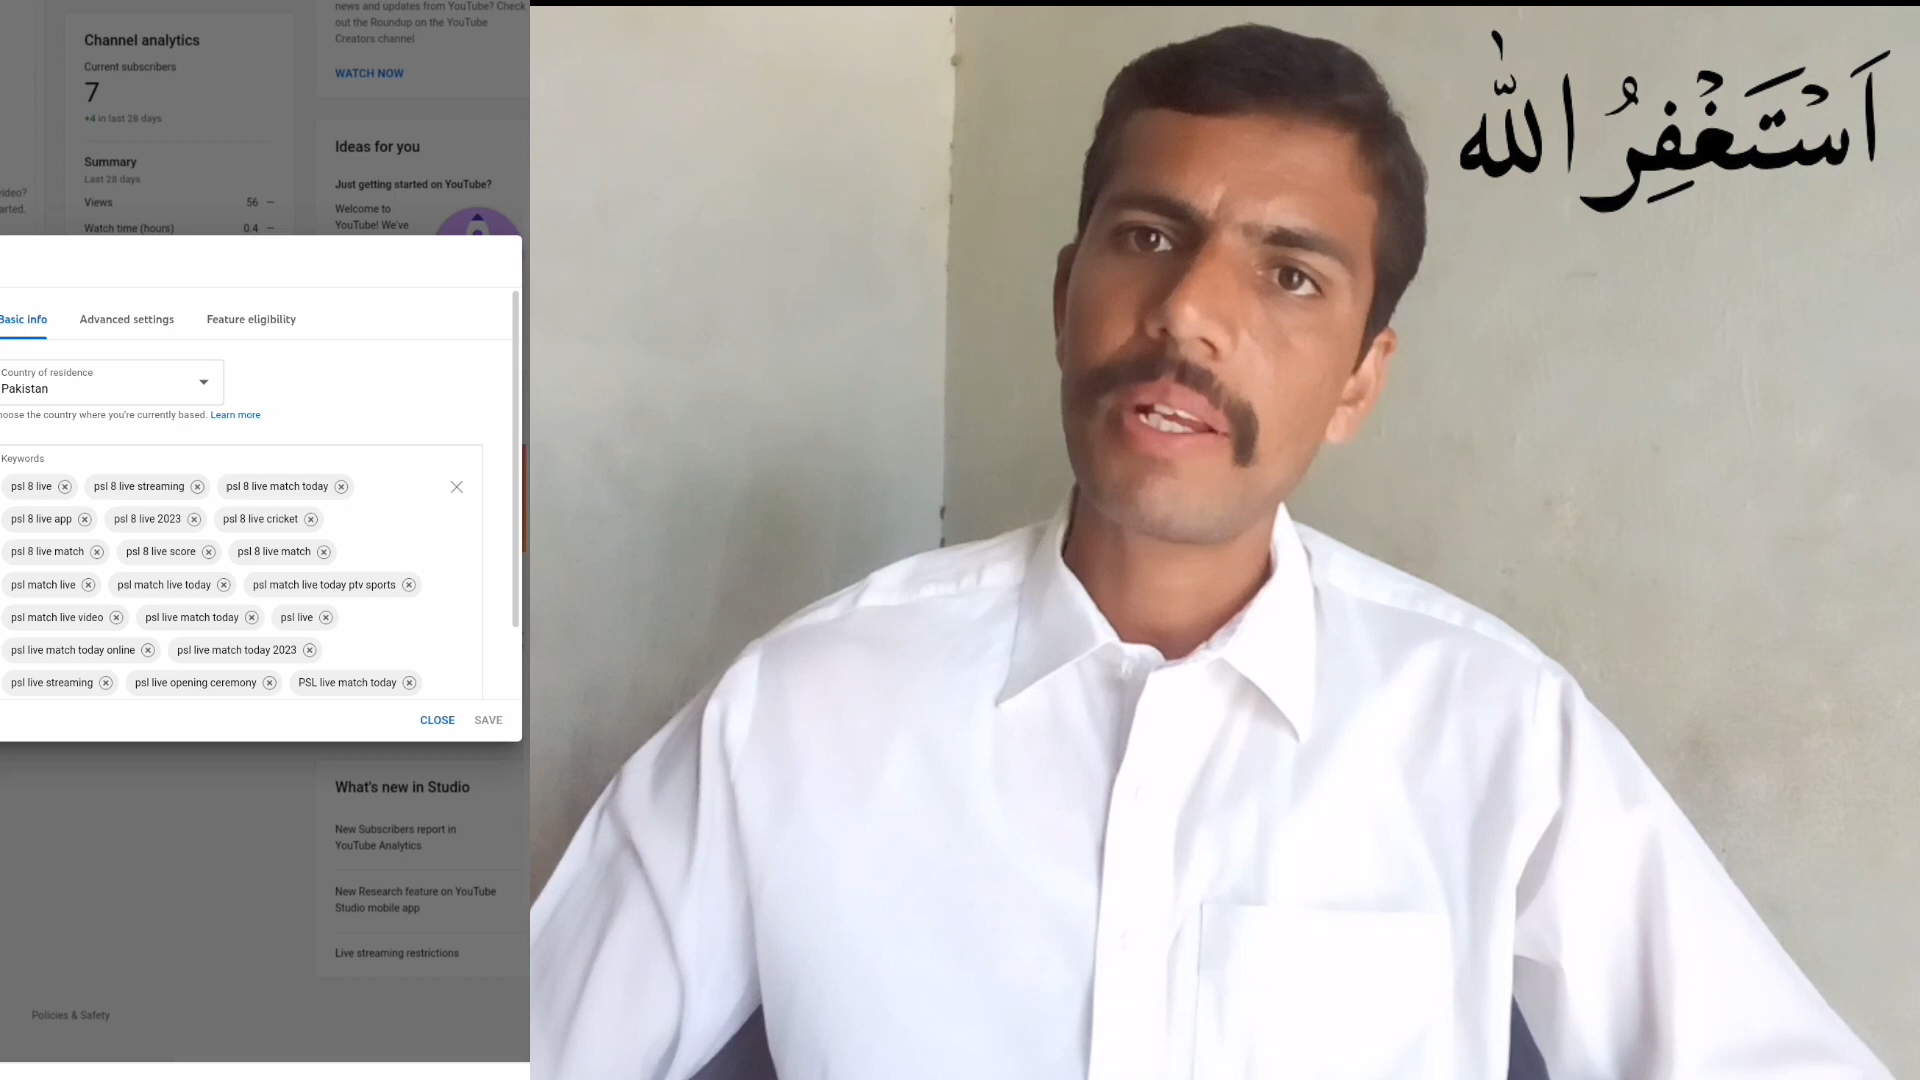 news and updates from YouTube? Check
out the Roundup on the YouTube
Creators channel
WATCH NOW
Channel analytics
Current subscribers
7
+4 in last 28 days
Summary
Last 28 days
Views 56 —
Watch time (hours) 0.4 —
Ideas for you
Just getting started on YouTube?
Welcome to
YouTube! We've
Basic info Advanced settings Feature eligibility
Country of residence
Pakistan
hoose the country where you're currently based. Learn more
Keywords
psl 8 live psl 8 live streaming psl 8 live match today
psl 8 live app psl 8 live 2023 psl 8 live cricket
psl 8 live match psl 8 live score psl 8 live match
psl match live psl match live today psl match live today ptv sports
psl match live video psl live match today psl live
psl live match today online psl live match today 2023
psl live streaming psl live opening ceremony PSL live match today
CLOSE SAVE
What's new in Studio
New Subscribers report in
YouTube Analytics
New Research feature on YouTube
Studio mobile app
Live streaming restrictions
Policies & Safety
اَسْتَغْفِرُ اللّٰه